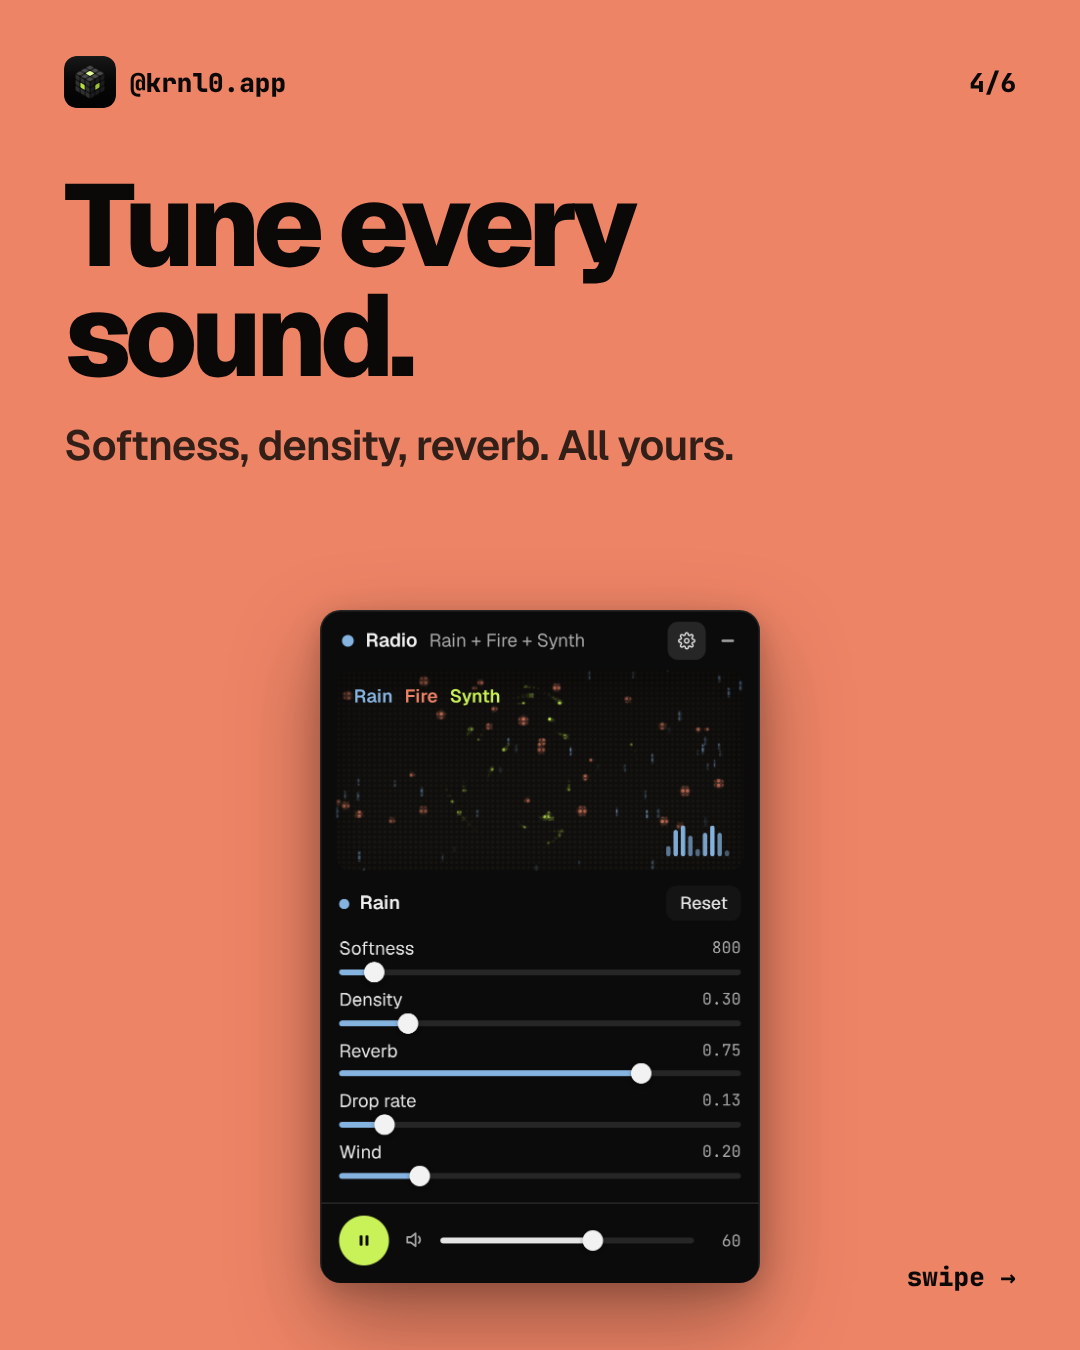 @krnl0.app
4/6
Tune every
sound.
Softness, density, reverb. All yours.
Radio Rain + Fire + Synth
Rain Fire Synth
Rain Reset
Softness 800
Density 0.30
Reverb 0.75
Drop rate 0.13
Wind 0.20
60
swipe →